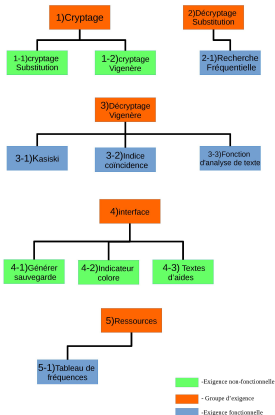 1)Cryptage
2)Décryptage
Substitution
1-1)cryptage
Substitution
1-2)cryptage
Vigenère
2-1)Recherche
Fréquentielle
3)Décryptage
Vigenère
3-1)Kasiski
3-2)Indice
coïncidence
3-3)Fonction
d'analyse de texte
4)Interface
4-1)Générer
sauvegarde
4-2)Indicateur
colore
4-3) Textes
d'aides
5)Ressources
5-1)Tableau de
fréquences
-Exigence non-fonctionnelle
- Groupe d'exigence
-Exigence fonctionnelle